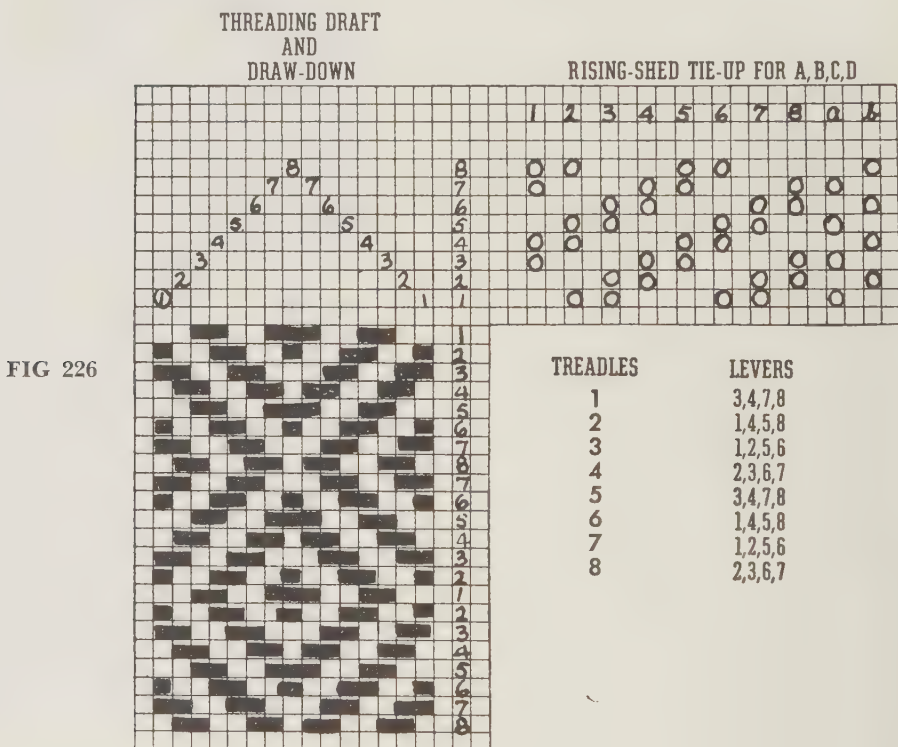 THREADING DRAFT
AND
DRAW-DOWN
RISING-SHED TIE-UP FOR A,B,C,D
1 2 3 4 5 6 7 8 a b
8 8
7 7 7
6 6 6
5 5 5
4 4 4
3 3 3
2 2 2
1 1 1
FIG 226
1
2
3
4
5
6
7
8
7
6
5
4
3
2
1
2
3
4
5
6
7
8
TREADLES LEVERS
1 3,4,7,8
2 1,4,5,8
3 1,2,5,6
4 2,3,6,7
5 3,4,7,8
6 1,4,5,8
7 1,2,5,6
8 2,3,6,7